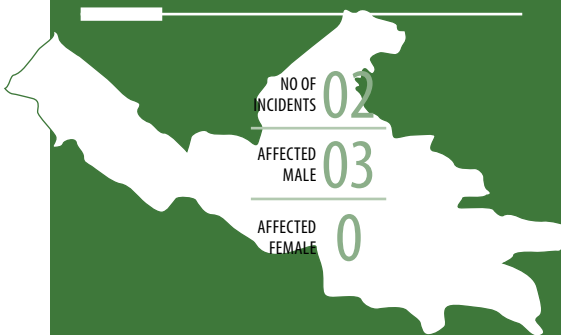 NO OF
INCIDENTS 02
AFFECTED
MALE 03
AFFECTED
FEMALE 0